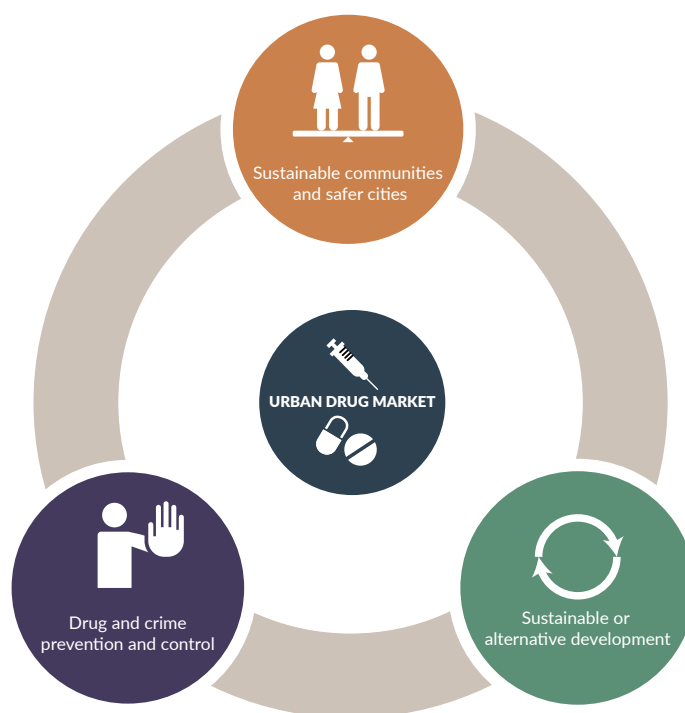 Sustainable communities
and safer cities
URBAN DRUG MARKET
Drug and crime
prevention and control
Sustainable or
alternative development